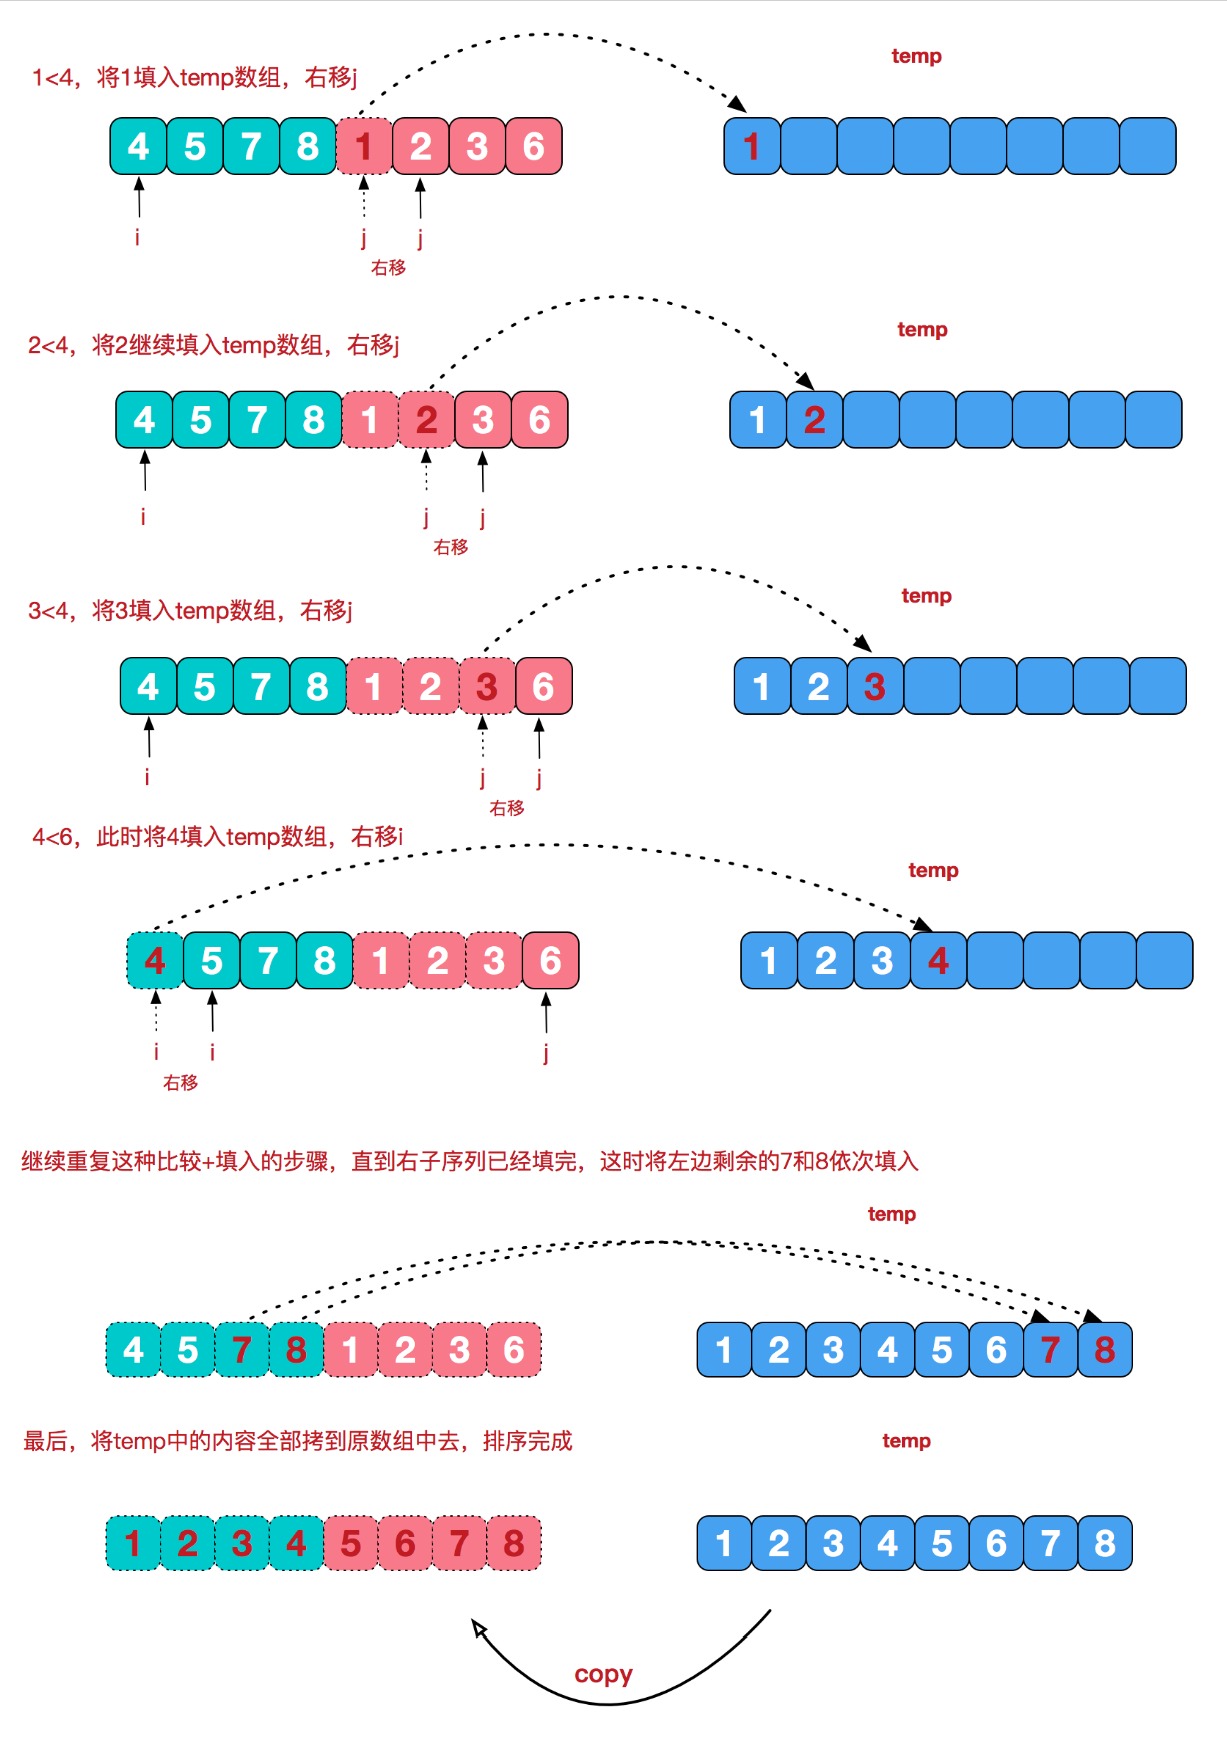 temp
1<4，将1填入temp数组，右移j
4 5 7 8 1 2 3 6
1
i j j
右移
temp
2<4，将2继续填入temp数组，右移j
4 5 7 8 1 2 3 6
1 2
i j j
右移
temp
3<4，将3填入temp数组，右移j
4 5 7 8 1 2 3 6
1 2 3
i j j
右移
4<6，此时将4填入temp数组，右移i
temp
4 5 7 8 1 2 3 6
1 2 3 4
i i j
右移
继续重复这种比较+填入的步骤，直到右子序列已经填完，这时将左边剩余的7和8依次填入
temp
4 5 7 8 1 2 3 6
1 2 3 4 5 6 7 8
最后，将temp中的内容全部拷到原数组中去，排序完成
temp
1 2 3 4 5 6 7 8
1 2 3 4 5 6 7 8
copy